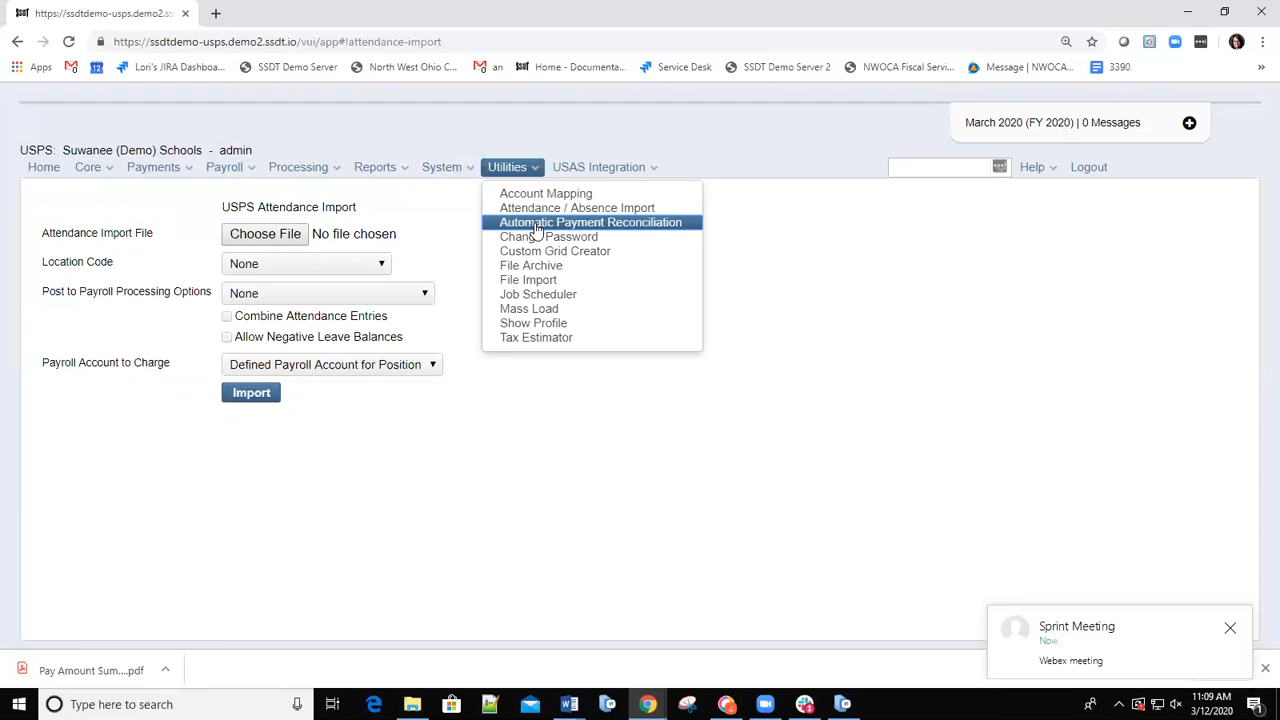 https://ssdtdemo-usps.demo2.ss
https://ssdtdemo-usps.demo2.ssdt.io/vui/app#!attendance-import
Apps
12
Lori's JIRA Dashboa...
SSDT Demo Server
North West Ohio C...
an
Home - Documenta...
Service Desk
SSDT Demo Server 2
NWOCA Fiscal Servi...
Message | NWOCA...
3390
»
March 2020 (FY 2020) | 0 Messages
USPS: Suwanee (Demo) Schools - admin
Home Core Payments Payroll Processing Reports System Utilities USAS Integration Help Logout
Account Mapping
Attendance / Absence Import
Automatic Payment Reconciliation
Change Password
Custom Grid Creator
File Archive
File Import
Job Scheduler
Mass Load
Show Profile
Tax Estimator
USPS Attendance Import
Attendance Import File Choose File No file chosen
Location Code None
Post to Payroll Processing Options None
Combine Attendance Entries
Allow Negative Leave Balances
Payroll Account to Charge Defined Payroll Account for Position
Import
Sprint Meeting
Now
Webex meeting
Pay Amount Sum....pdf
Type here to search
11:09 AM
3/12/2020